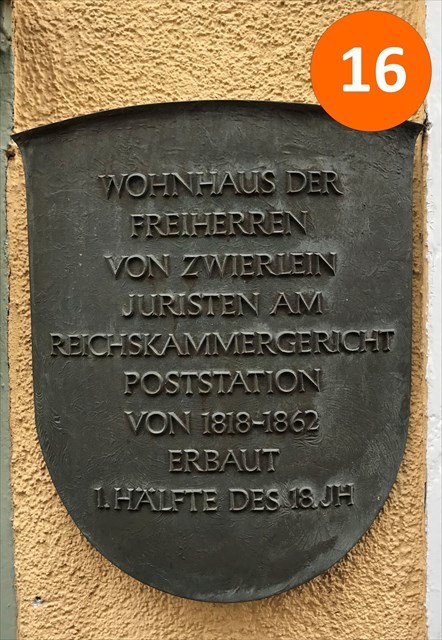 16
WOHNHAUS DER
FREIHERREN
VON ZWIERLEIN
JURISTEN AM
REICHSKAMMERGERICHT
POSTSTATION
VON 1818-1862
ERBAUT
1. HÄLFTE DES 18. JH